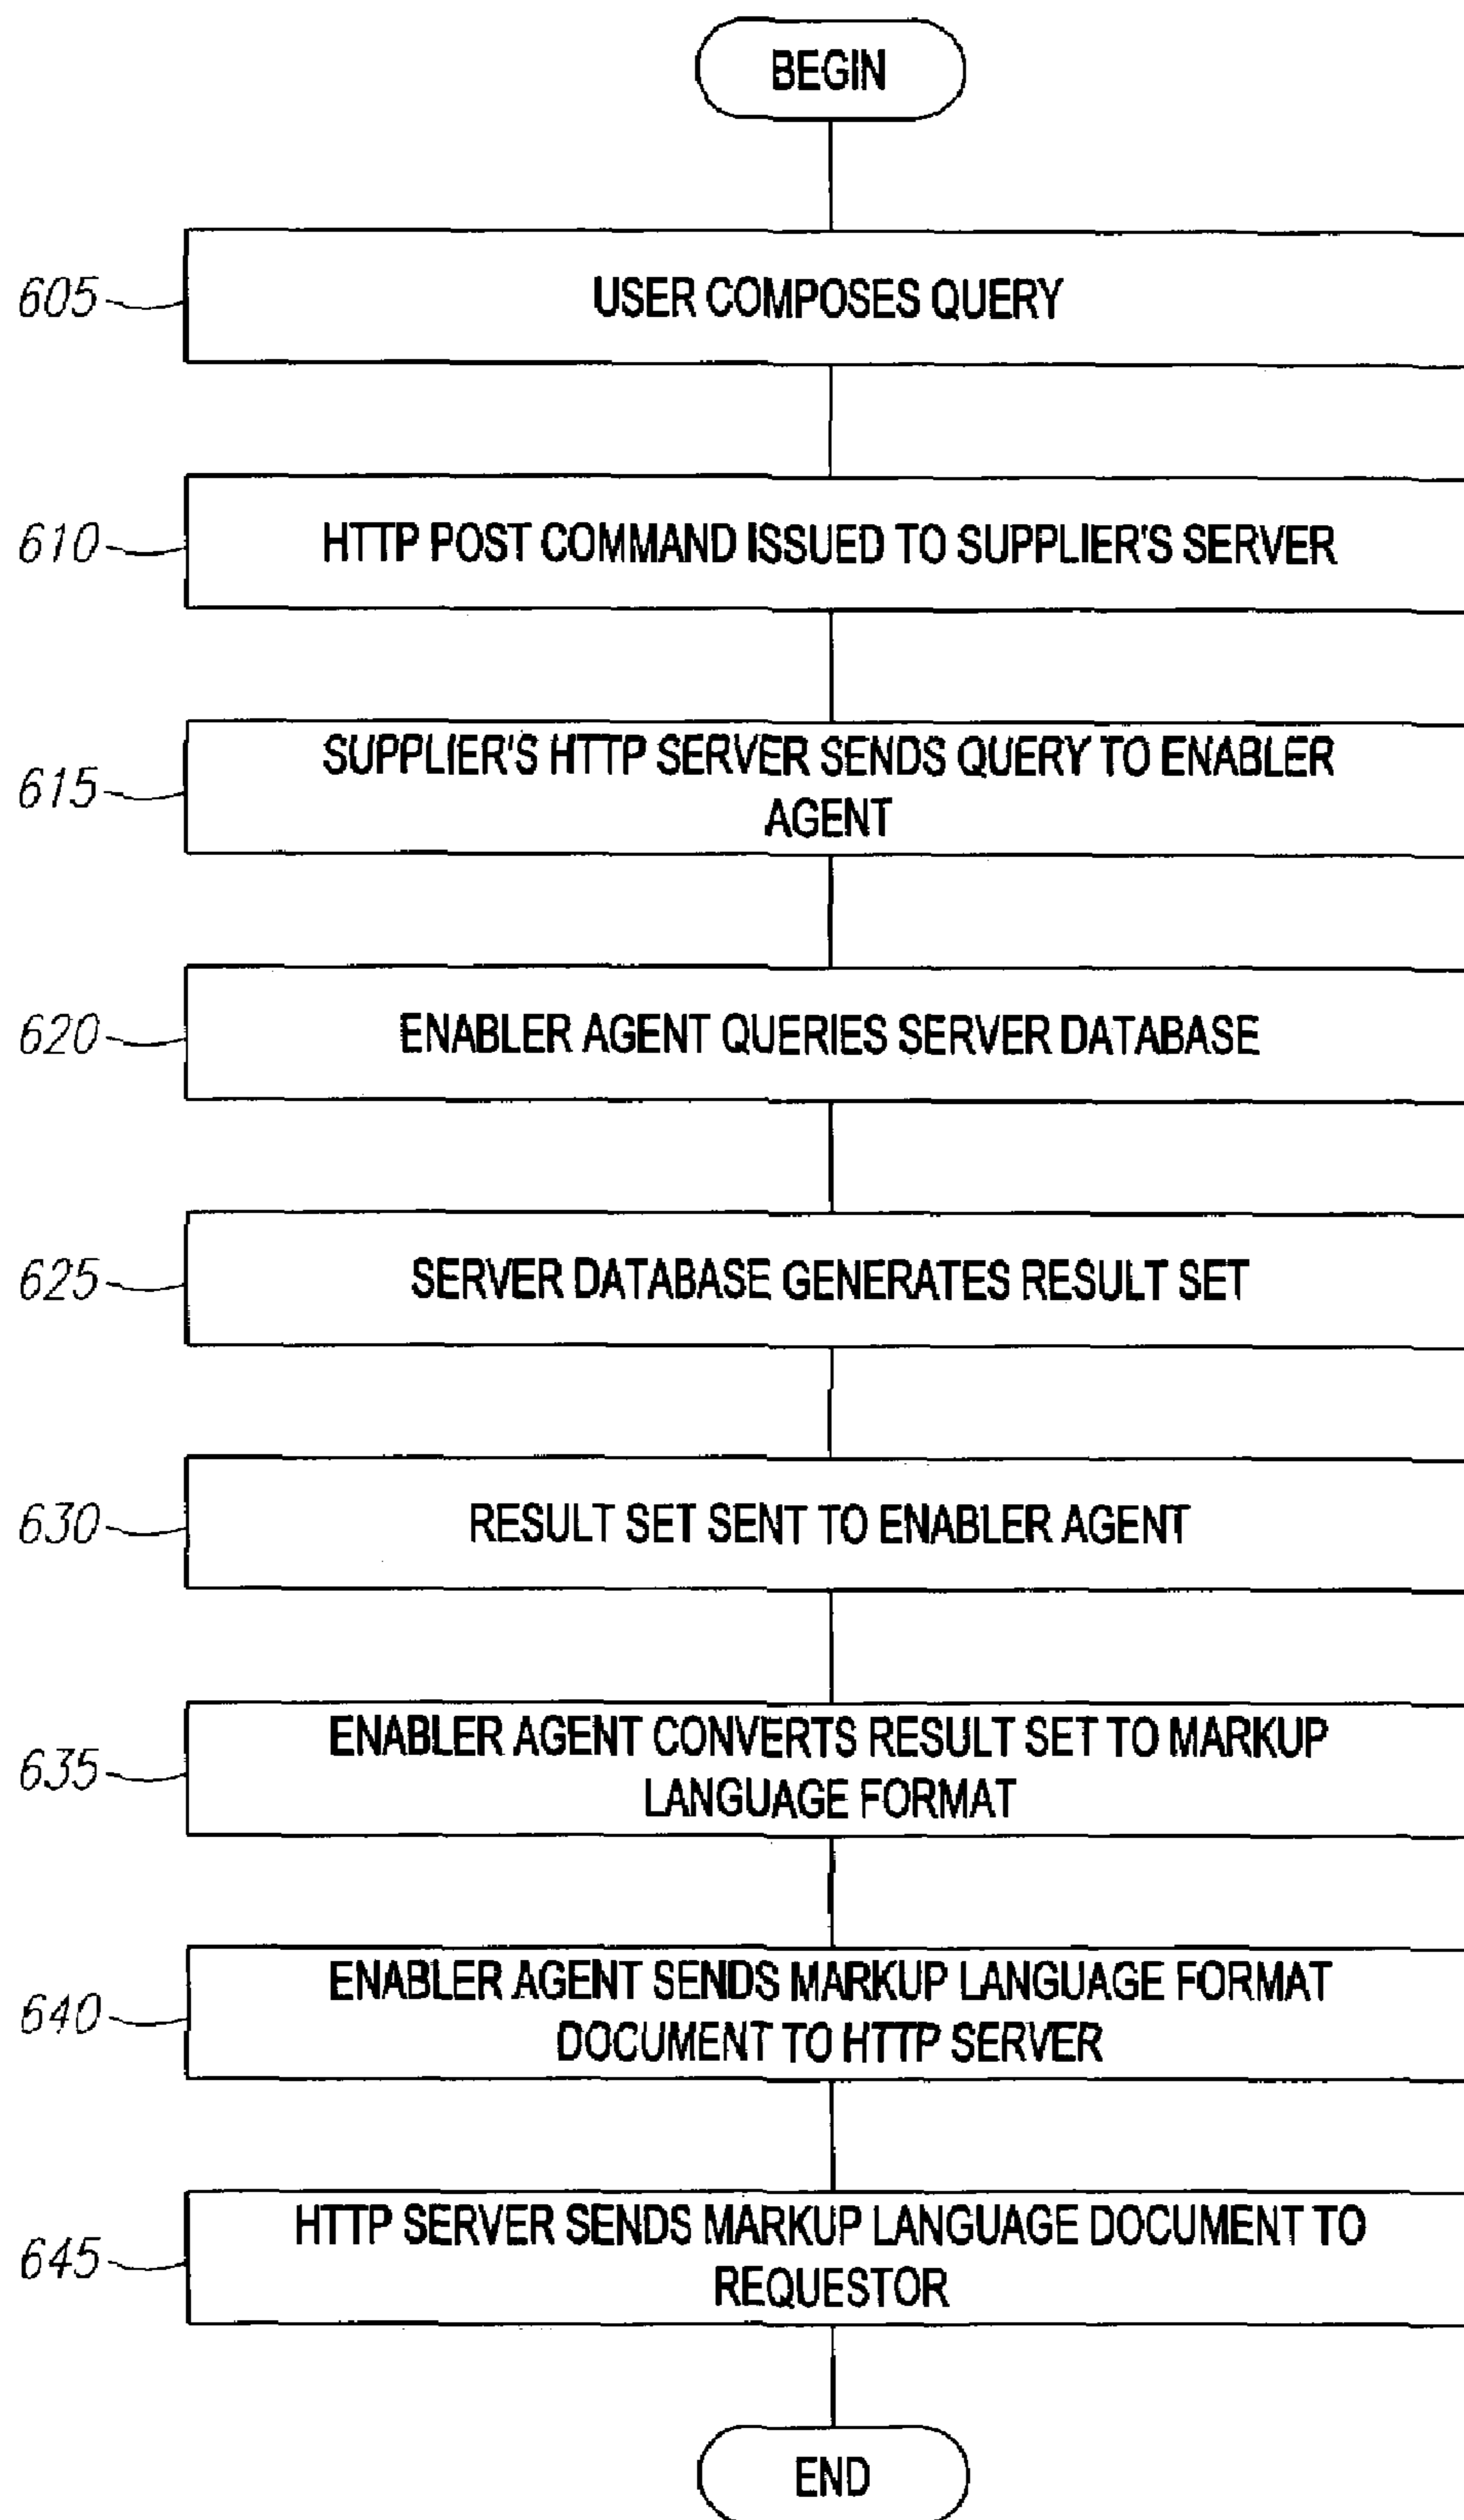 BEGIN
605
USER COMPOSES QUERY
610
HTTP POST COMMAND ISSUED TO SUPPLIER'S SERVER
615
SUPPLIER'S HTTP SERVER SENDS QUERY TO ENABLER
AGENT
620
ENABLER AGENT QUERIES SERVER DATABASE
625
SERVER DATABASE GENERATES RESULT SET
630
RESULT SET SENT TO ENABLER AGENT
635
ENABLER AGENT CONVERTS RESULT SET TO MARKUP
LANGUAGE FORMAT
640
ENABLER AGENT SENDS MARKUP LANGUAGE FORMAT
DOCUMENT TO HTTP SERVER
645
HTTP SERVER SENDS MARKUP LANGUAGE DOCUMENT TO
REQUESTOR
END